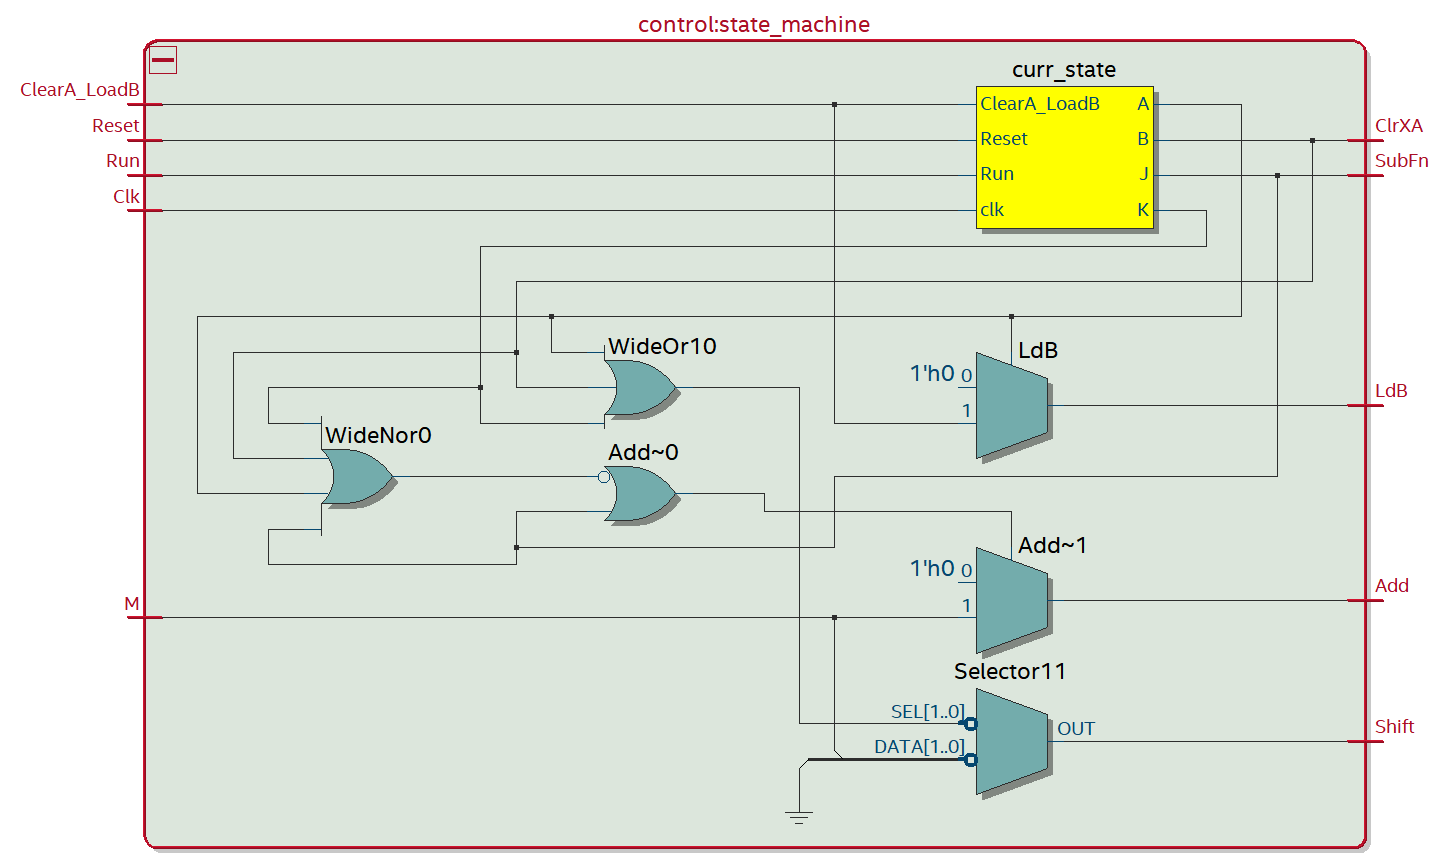 control:state_machine
curr_state
ClearA_LoadB
ClearA_LoadB A
Reset
Reset B
ClrXA
Run
Run J
SubFn
Clk
clk K
WideOr10
LdB
1'h0 0
1
LdB
WideNor0
Add~0
Add~1
1'h0 0
1
Add
M
Selector11
SEL[1..0]
DATA[1..0]
OUT
Shift